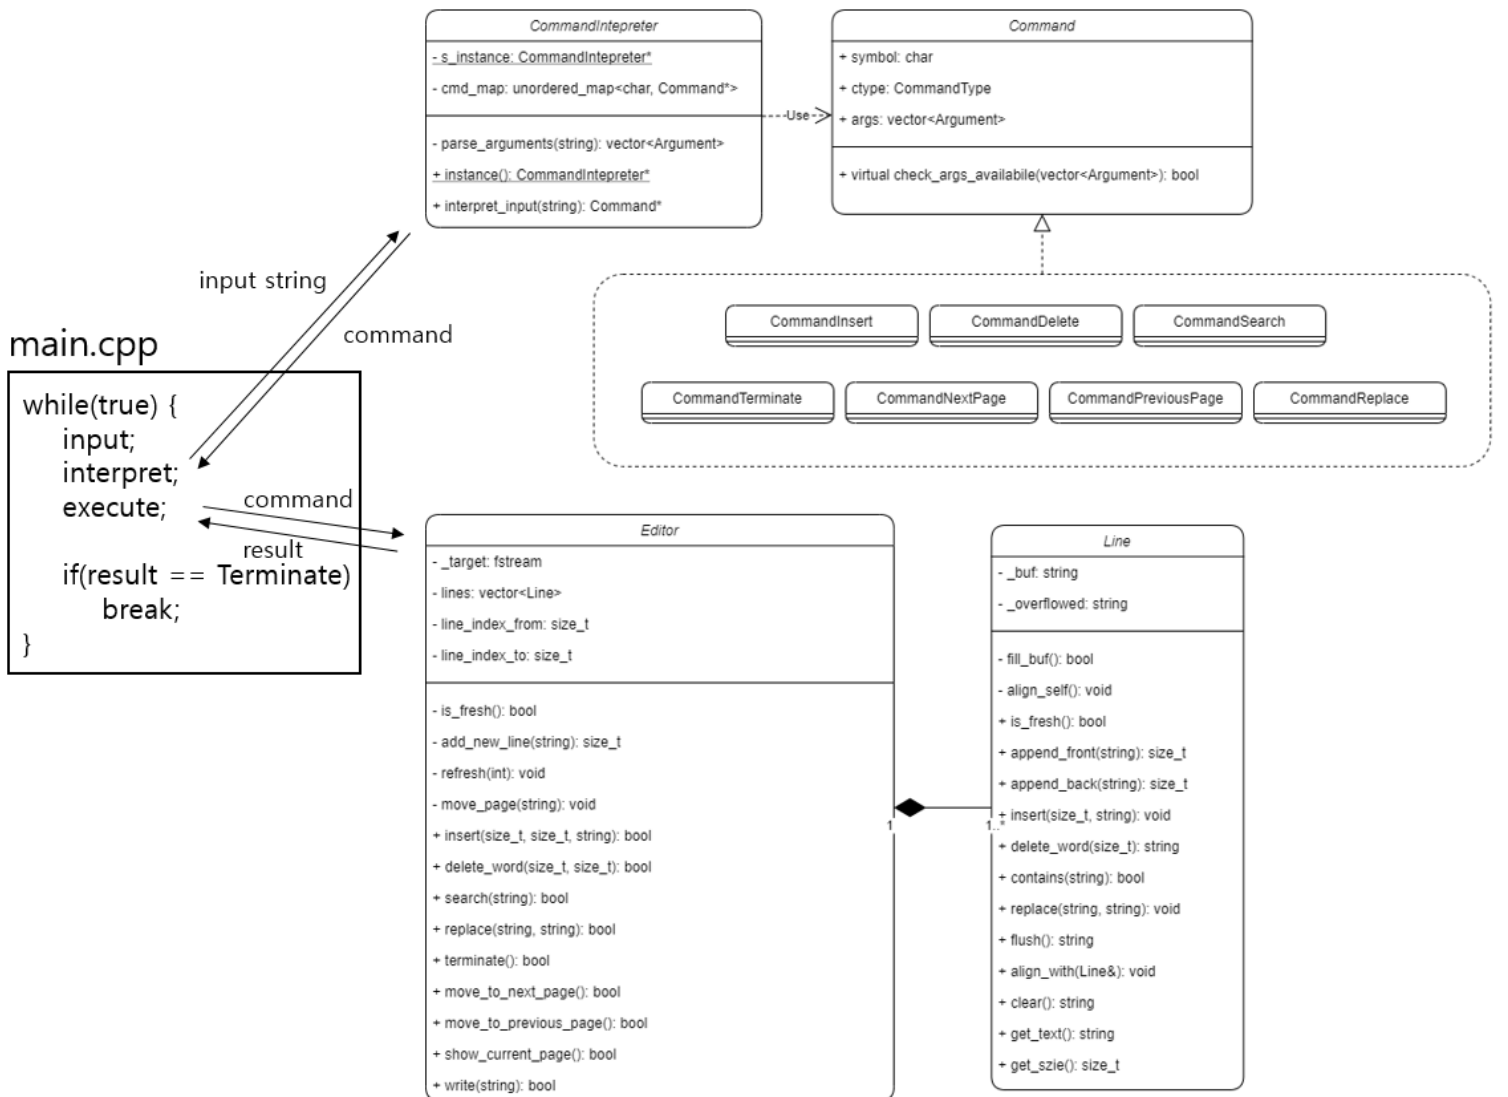 CommandIntepreter
- s_instance: CommandIntepreter*
- cmd_map: unordered_map<char, Command*>
- parse_arguments(string): vector<Argument>
+ instance(): CommandIntepreter*
+ interpret_input(string): Command*
Use
Command
+ symbol: char
+ ctype: CommandType
+ args: vector<Argument>
+ virtual check_args_availabile(vector<Argument>): bool
CommandInsert
CommandDelete
CommandSearch
CommandTerminate
CommandNextPage
CommandPreviousPage
CommandReplace
input string
command
main.cpp
while(true) {
input;
interpret;
execute;
if(result == Terminate)
break;
}
command
result
Editor
- _target: fstream
- lines: vector<Line>
- line_index_from: size_t
- line_index_to: size_t
- is_fresh(): bool
- add_new_line(string): size_t
- refresh(int): void
- move_page(string): void
+ insert(size_t, size_t, string): bool
+ delete_word(size_t, size_t): bool
+ search(string): bool
+ replace(string, string): bool
+ terminate(): bool
+ move_to_next_page(): bool
+ move_to_previous_page(): bool
+ show_current_page(): bool
+ write(string): bool
1
1..*
Line
- _buf: string
- _overflowed: string
- fill_buf(): bool
- align_self(): void
+ is_fresh(): bool
+ append_front(string): size_t
+ append_back(string): size_t
+ insert(size_t, string): void
+ delete_word(size_t): string
+ contains(string): bool
+ replace(string, string): void
+ flush(): string
+ align_with(Line&): void
+ clear(): string
+ get_text(): string
+ get_szie(): size_t